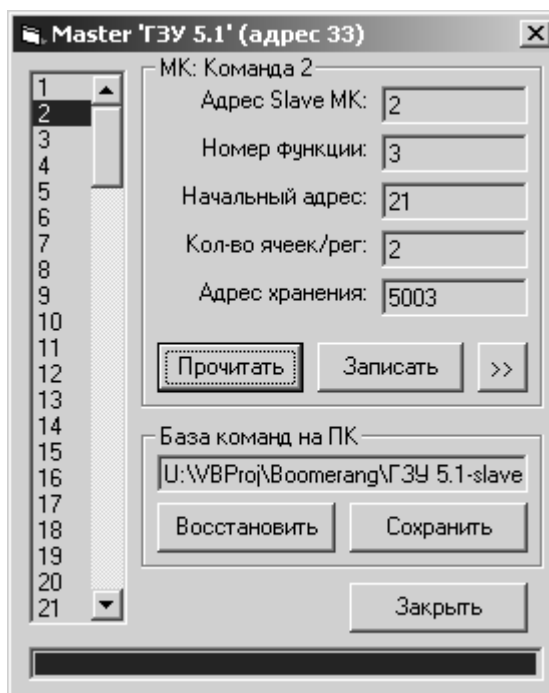 Master 'ГЗУ 5.1' (адрес 33)
1
2
3
4
5
6
7
8
9
10
11
12
13
14
15
16
17
18
19
20
21
МК: Команда 2
Адрес Slave МК: 2
Номер функции: 3
Начальный адрес: 21
Кол-во ячеек/рег: 2
Адрес хранения: 5003
Прочитать Записать >>
База команд на ПК
U:\VBProj\Boomerang\ГЗУ 5.1-slave
Восстановить Сохранить
Закрыть